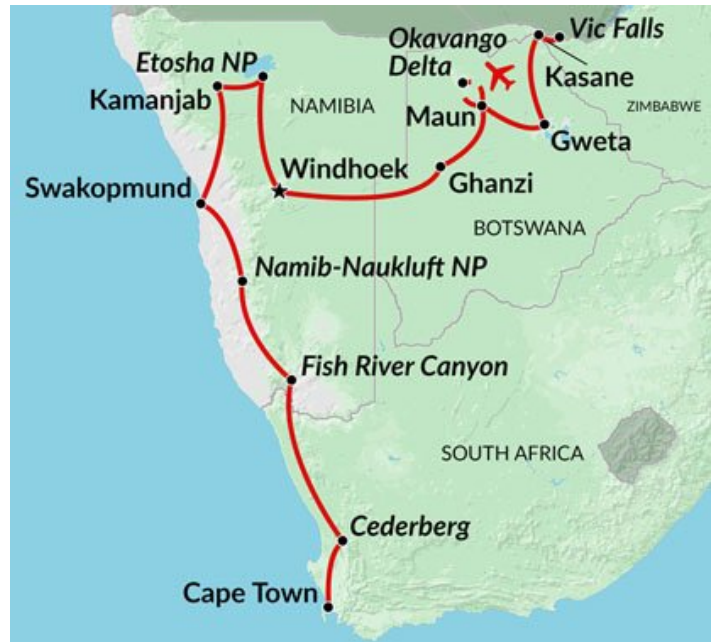 Okavango
Delta
Vic Falls
Etosha NP
Kasane
Kamanjab
NAMIBIA
Maun
ZIMBABWE
Gweta
Windhoek
Ghanzi
Swakopmund
BOTSWANA
Namib-Naukluft NP
Fish River Canyon
SOUTH AFRICA
Cederberg
Cape Town